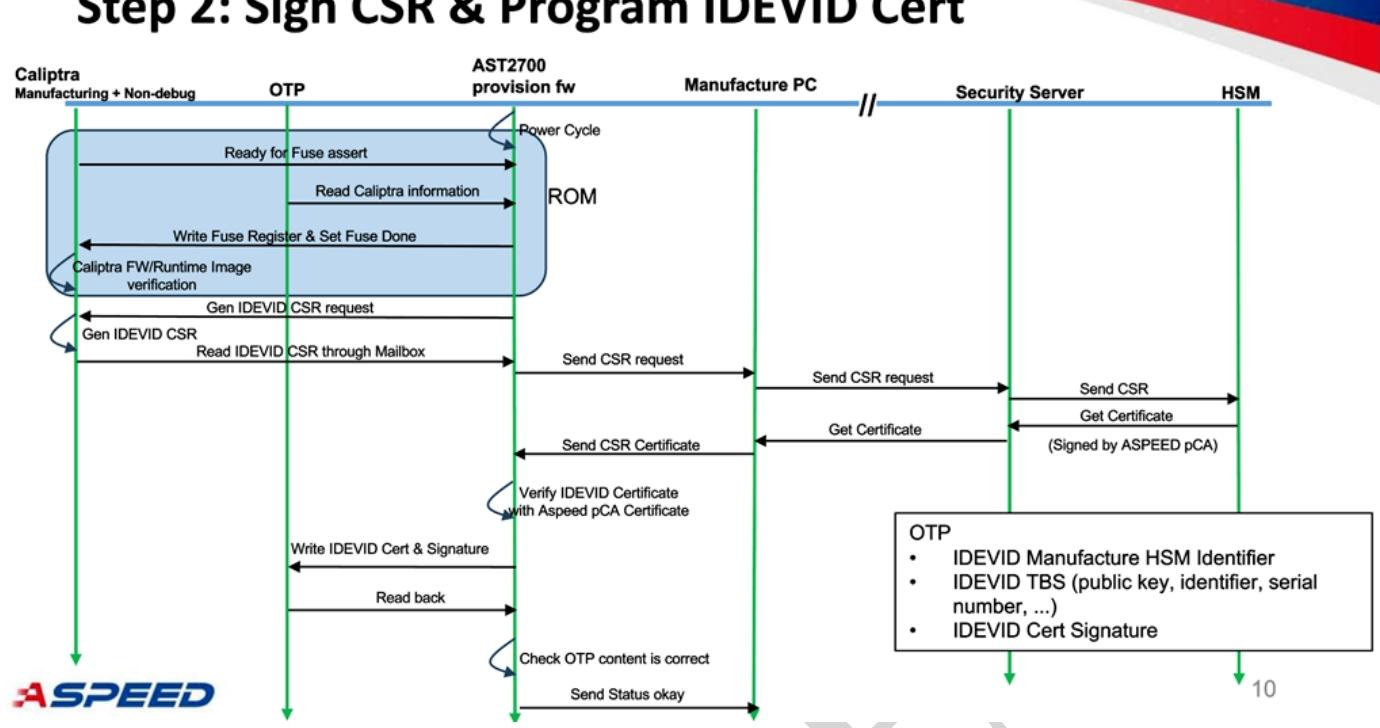 Step 2: Sign CSR & Program IDEVID Cert
Caliptra
Manufacturing + Non-debug
OTP
AST2700
provision fw
Manufacture PC
//
Security Server
HSM
Power Cycle
Ready for Fuse assert
Read Caliptra information
ROM
Write Fuse Register & Set Fuse Done
Caliptra FW/Runtime Image
verification
Gen IDEVID CSR request
Gen IDEVID CSR
Read IDEVID CSR through Mailbox
Send CSR request
Send CSR request
Send CSR
Get Certificate
(Signed by ASPEED pCA)
Get Certificate
Send CSR Certificate
Verify IDEVID Certificate
with Aspeed pCA Certificate
Write IDEVID Cert & Signature
Read back
Check OTP content is correct
Send Status okay
OTP
• IDEVID Manufacture HSM Identifier
• IDEVID TBS (public key, identifier, serial
number, ...)
• IDEVID Cert Signature
ASPEED
10